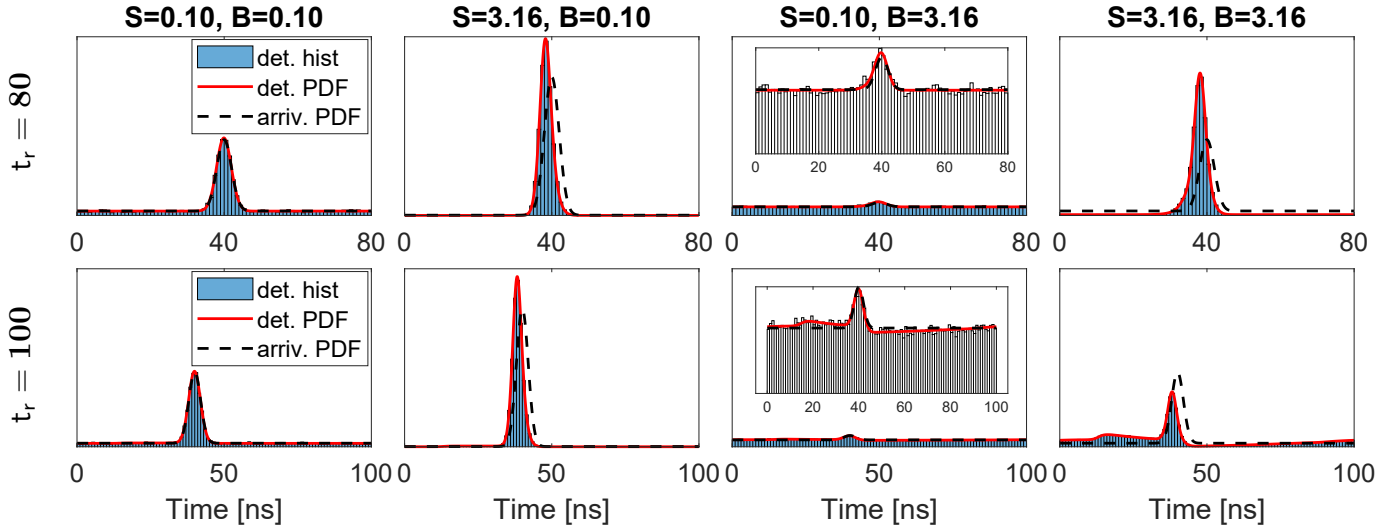 S=0.10, B=0.10
S=3.16, B=0.10
S=0.10, B=3.16
S=3.16, B=3.16
t_r = 80
det. hist
det. PDF
arriv. PDF
0 20 40 60 80
0 40 80
0 40 80
0 40 80
0 40 80
t_r = 100
det. hist
det. PDF
arriv. PDF
0 20 40 60 80 100
0 50 100
0 50 100
0 50 100
0 50 100
Time [ns]
Time [ns]
Time [ns]
Time [ns]